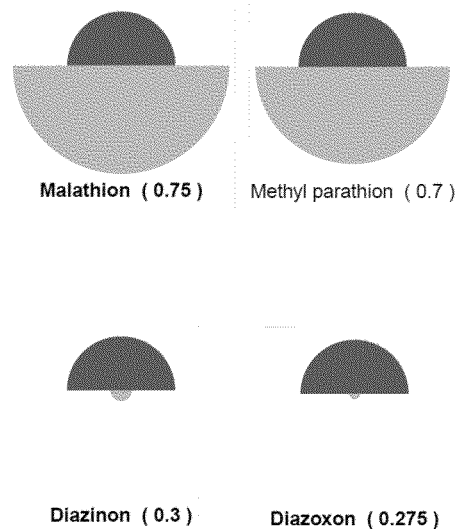 Malathion ( 0.75 )
Methyl parathion ( 0.7 )
Diazinon ( 0.3 )
Diazoxon ( 0.275 )